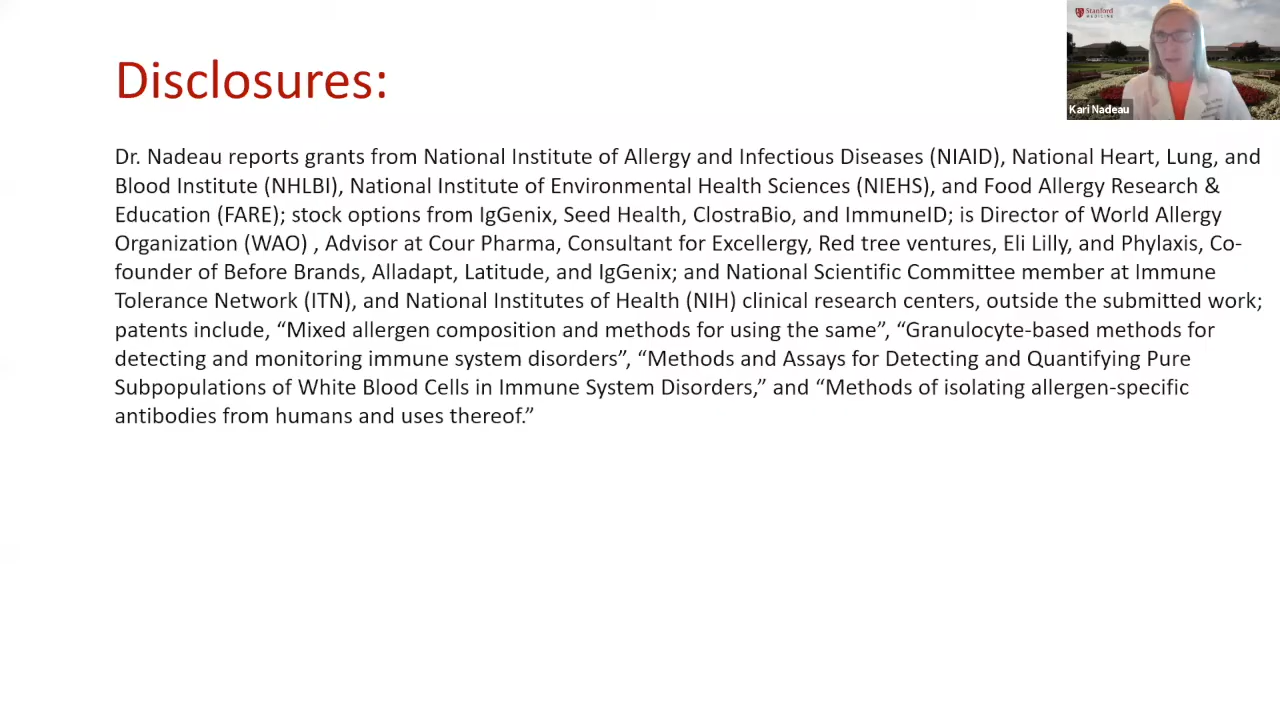 Stanford
MEDICINE
Kari Nadeau
Disclosures:
Dr. Nadeau reports grants from National Institute of Allergy and Infectious Diseases (NIAID), National Heart, Lung, and
Blood Institute (NHLBI), National Institute of Environmental Health Sciences (NIEHS), and Food Allergy Research &
Education (FARE); stock options from IgGenix, Seed Health, ClostraBio, and ImmuneID; is Director of World Allergy
Organization (WAO) , Advisor at Cour Pharma, Consultant for Excellergy, Red tree ventures, Eli Lilly, and Phylaxis, Co-
founder of Before Brands, Alladapt, Latitude, and IgGenix; and National Scientific Committee member at Immune
Tolerance Network (ITN), and National Institutes of Health (NIH) clinical research centers, outside the submitted work;
patents include, “Mixed allergen composition and methods for using the same”, “Granulocyte-based methods for
detecting and monitoring immune system disorders”, “Methods and Assays for Detecting and Quantifying Pure
Subpopulations of White Blood Cells in Immune System Disorders,” and “Methods of isolating allergen-specific
antibodies from humans and uses thereof.”